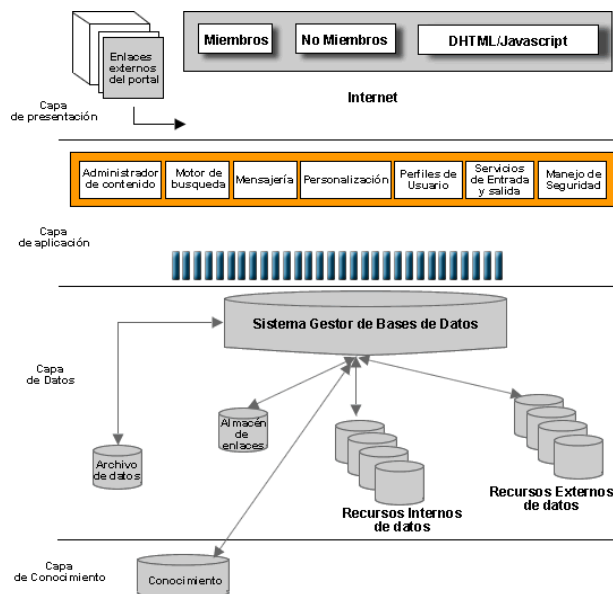 Enlaces
externos
del portal
Miembros
No Miembros
DHTML/Javascript
Internet
Capa
de presentación
Administrador
de contenido
Motor de
busqueda
Mensajería
Personalización
Perfiles de
Usuario
Servicios
de Entrada
y salida
Manejo de
Seguridad
Capa
de aplicación
Sistema Gestor de Bases de Datos
Capa
de Datos
Almacén
de
enlaces
Archivo
de datos
Recursos Internos
de datos
Recursos Externos
de datos
Capa
de Conocimiento
Conocimiento